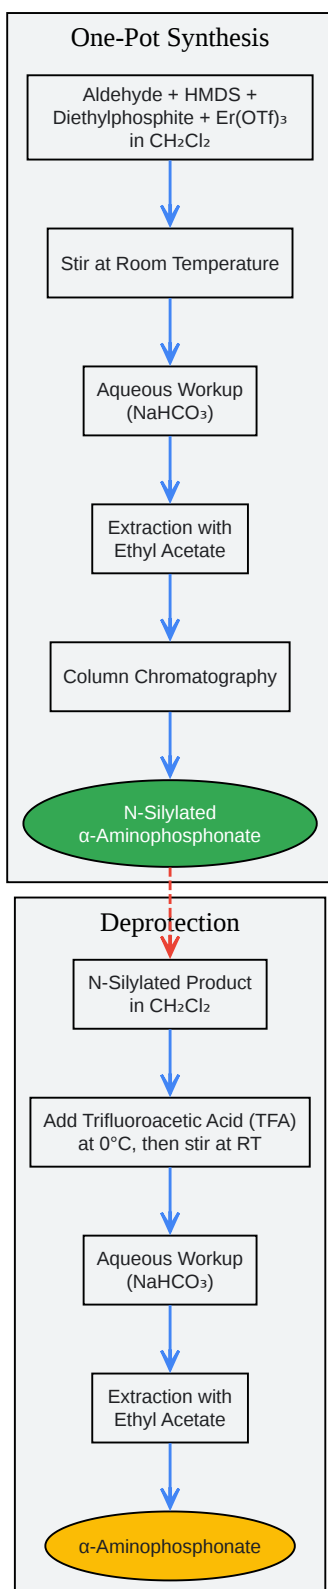 One-Pot Synthesis
Aldehyde + HMDS +
Diethylphosphite + Er(OTf)₃
in CH₂Cl₂
Stir at Room Temperature
Aqueous Workup
(NaHCO₃)
Extraction with
Ethyl Acetate
Column Chromatography
N-Silylated
α-Aminophosphonate
Deprotection
N-Silylated Product
in CH₂Cl₂
Add Trifluoroacetic Acid (TFA)
at 0°C, then stir at RT
Aqueous Workup
(NaHCO₃)
Extraction with
Ethyl Acetate
α-Aminophosphonate